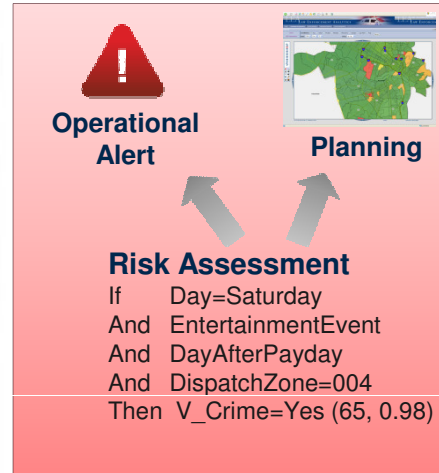 !
Operational
Alert
Planning
Risk Assessment
If Day=Saturday
And EntertainmentEvent
And DayAfterPayday
And DispatchZone=004
Then V_Crime=Yes (65, 0.98)